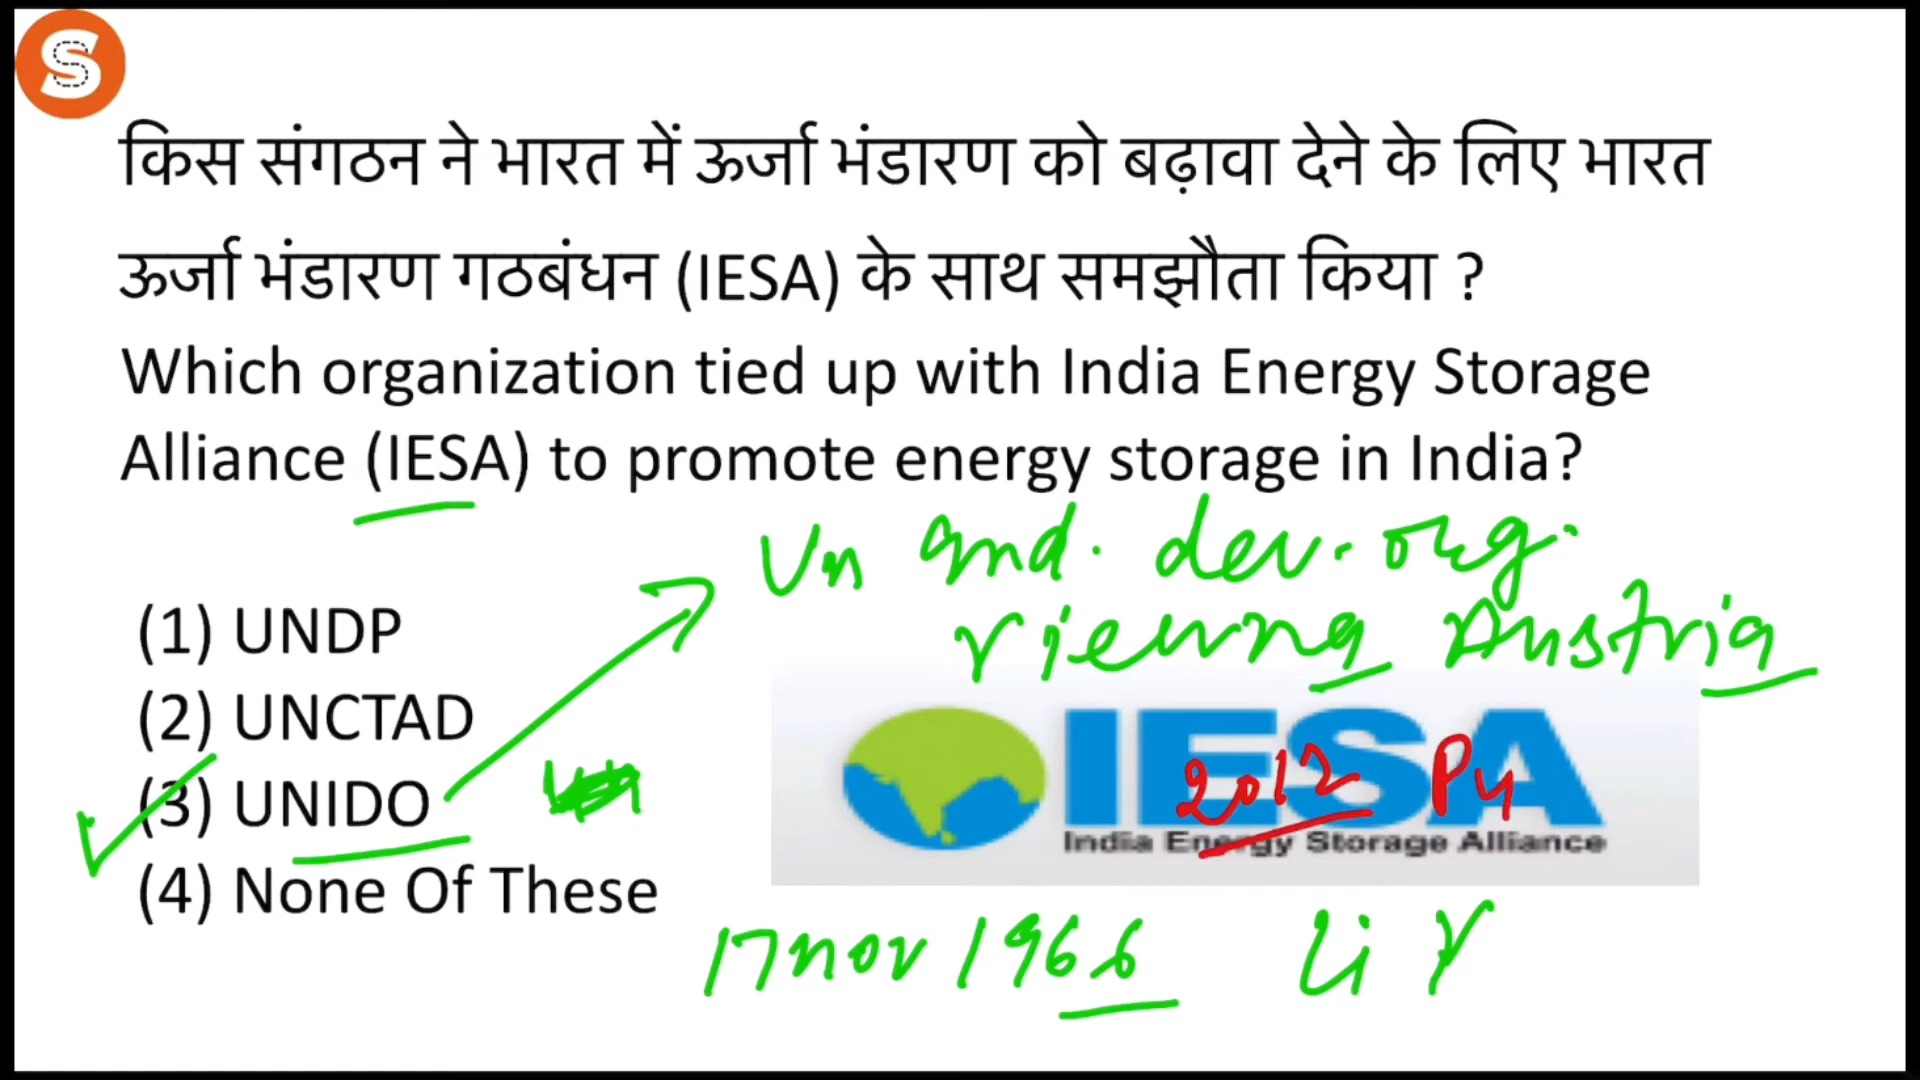 S
किस संगठन ने भारत में ऊर्जा भंडारण को बढ़ावा देने के लिए भारत
ऊर्जा भंडारण गठबंधन (IESA) के साथ समझौता किया ?
Which organization tied up with India Energy Storage
Alliance (IESA) to promote energy storage in India?
Un Ind. dev. org.
Vienna Austria
(1) UNDP
(2) UNCTAD
(3) UNIDO
(4) None Of These
IESA
2012 Pu
India Energy Storage Alliance
17 nov 1966 Li Y